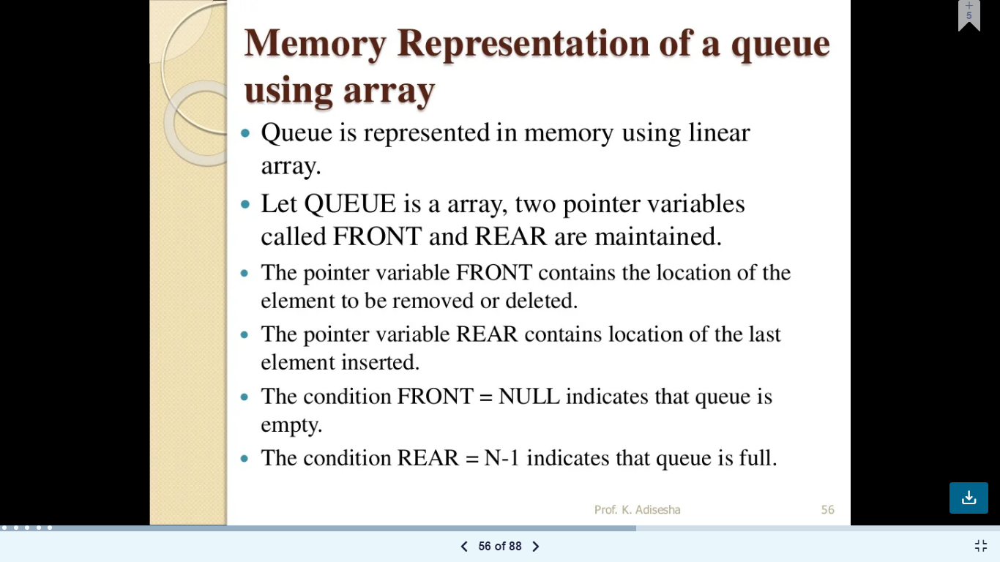 +
5
Memory Representation of a queue
using array
• Queue is represented in memory using linear
array.
• Let QUEUE is a array, two pointer variables
called FRONT and REAR are maintained.
• The pointer variable FRONT contains the location of the
element to be removed or deleted.
• The pointer variable REAR contains location of the last
element inserted.
• The condition FRONT = NULL indicates that queue is
empty.
• The condition REAR = N-1 indicates that queue is full.
Prof. K. Adisesha 56
56 of 88